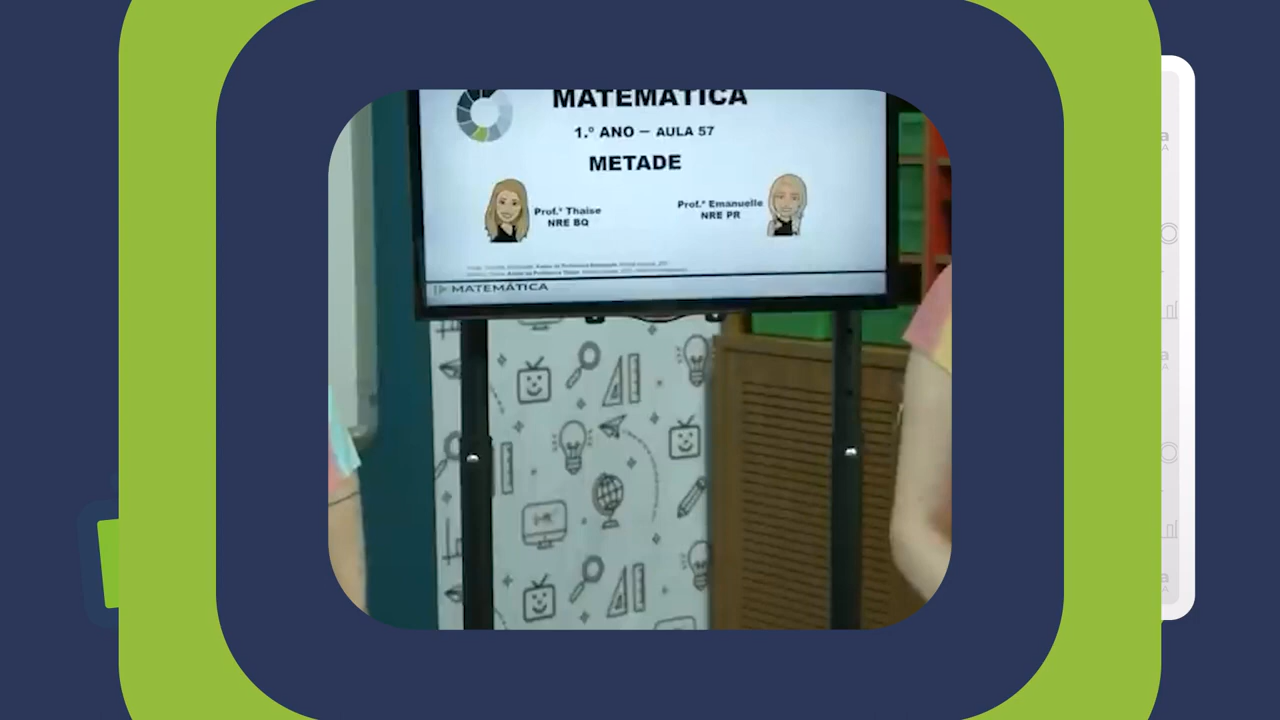 MATEMÁTICA
1.º ANO – AULA 57
METADE
Prof.ª Thaise
NRE BQ
Prof.ª Emanuelle
NRE PR
MATEMÁTICA